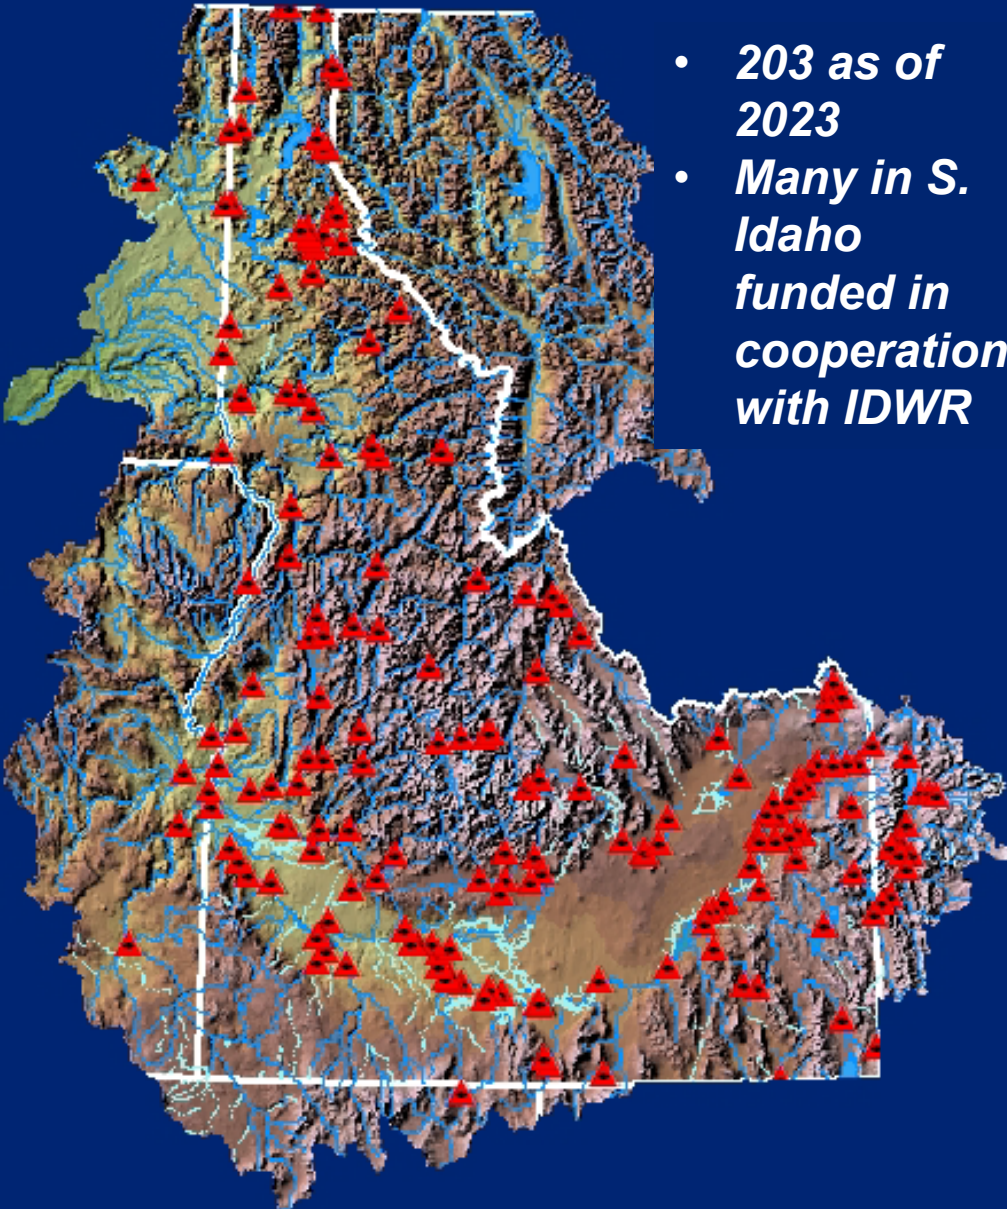 • 203 as of
2023
• Many in S.
Idaho
funded in
cooperation
with IDWR